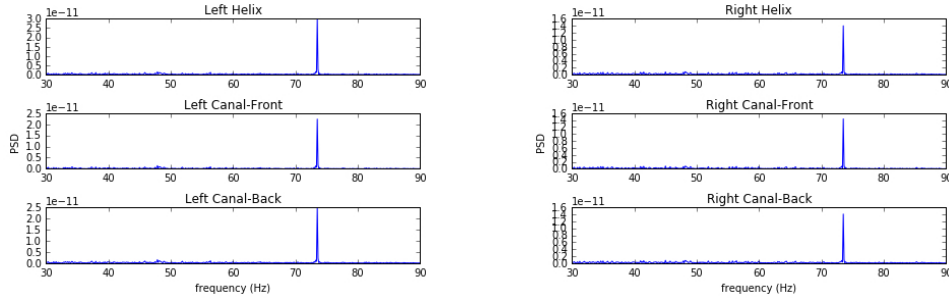 Left Helix
1e−11
3.0
2.5
2.0
1.5
1.0
0.5
0.0
30 40 50 60 70 80 90
Left Canal-Front
1e−11
PSD
2.5
2.0
1.5
1.0
0.5
0.0
30 40 50 60 70 80 90
Left Canal-Back
1e−11
2.5
2.0
1.5
1.0
0.5
0.0
30 40 50 60 70 80 90
frequency (Hz)
Right Helix
1e−11
1.6
1.4
1.2
1.0
0.8
0.6
0.4
0.2
0.0
30 40 50 60 70 80 90
Right Canal-Front
1e−11
PSD
1.6
1.4
1.2
1.0
0.8
0.6
0.4
0.2
0.0
30 40 50 60 70 80 90
Right Canal-Back
1e−11
1.6
1.4
1.2
1.0
0.8
0.6
0.4
0.2
0.0
30 40 50 60 70 80 90
frequency (Hz)